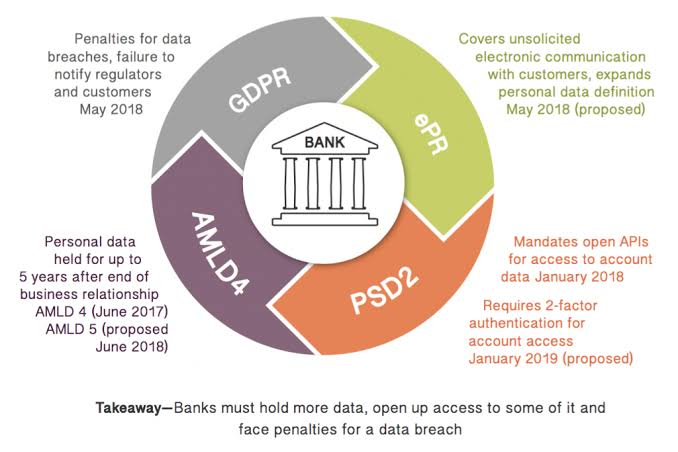 Penalties for data
breaches, failure to
notify regulators
and customers
May 2018
GDPR
Covers unsolicited
electronic communication
with customers, expands
personal data definition
May 2018 (proposed)
ePR
BANK
Personal data
held for up to
5 years after end of
business relationship
AMLD 4 (June 2017)
AMLD 5 (proposed
June 2018)
AMLD4
PSD2
Mandates open APIs
for access to account
data January 2018
Requires 2-factor
authentication for
account access
January 2019 (proposed)
Takeaway—Banks must hold more data, open up access to some of it and
face penalties for a data breach